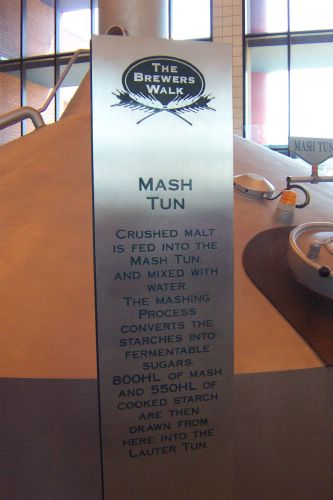 The
Brewers
Walk
Mash
Tun
Crushed malt
is fed into the
Mash Tun,
and mixed with
water.
The mashing
Process
converts the
starches into
fermentable
sugars.
800HL of mash
and 550HL of
cooked starch
are then
drawn from
here into the
Lauter Tun.
MASH TUN